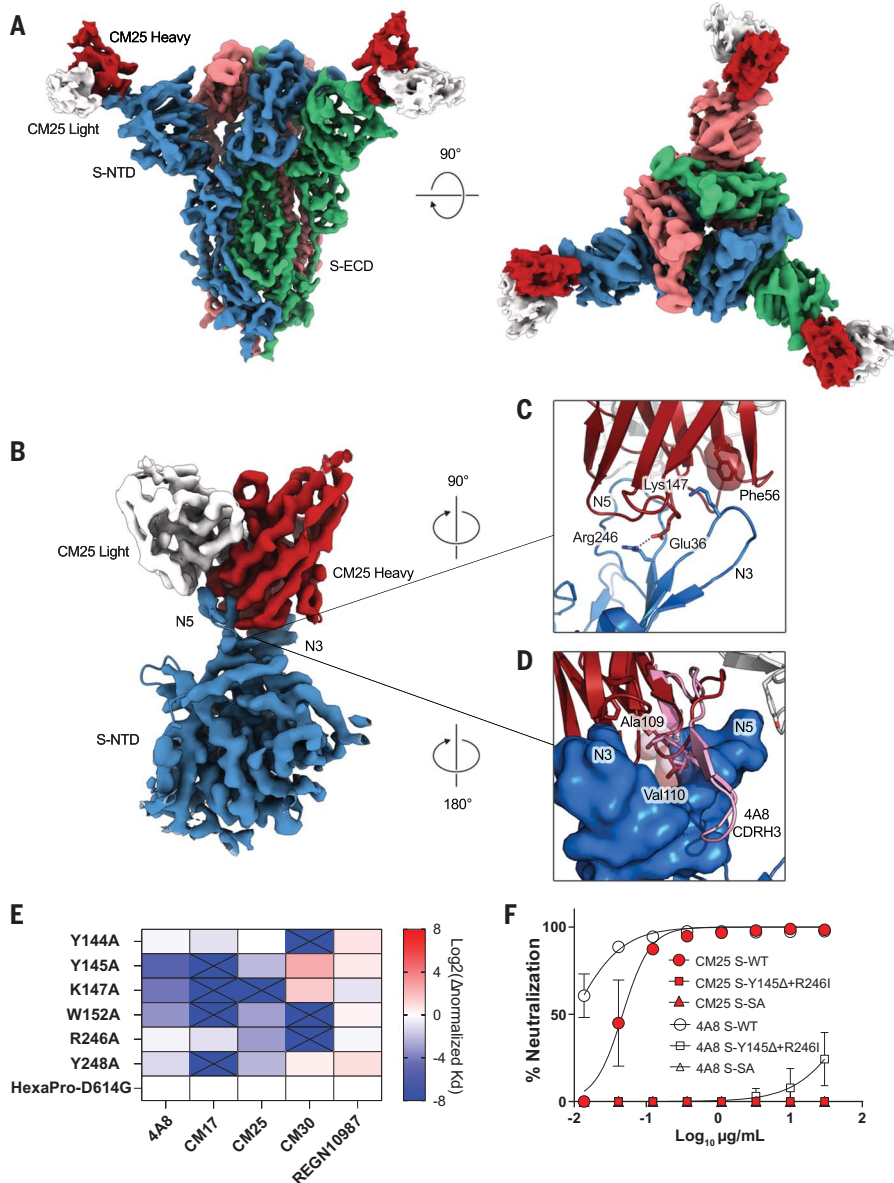 A
CM25 Heavy
CM25 Light
S-NTD
S-ECD
90°
B
CM25 Light
CM25 Heavy
N5
N3
S-NTD
90°
180°
C
Lys147
N5
Phe56
Arg246
Glu36
N3
D
Ala109
N5
N3
Val110
4A8
CDRH3
E
Y144A
Y145A
K147A
W152A
R246A
Y248A
HexaPro-D614G
4A8
CM17
CM25
CM30
REGN10987
8
4
0
-4
-8
Log2(Δnormalized Kd)
F
% Neutralization
100
50
0
CM25 S-WT
CM25 S-Y145Δ+R246I
CM25 S-SA
4A8 S-WT
4A8 S-Y145Δ+R246I
4A8 S-SA
-2 -1 0 1 2
Log10 µg/mL